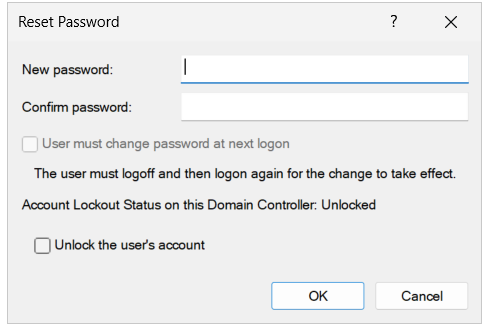 Reset Password ?
New password:
Confirm password:
User must change password at next logon
The user must logoff and then logon again for the change to take effect.
Account Lockout Status on this Domain Controller: Unlocked
Unlock the user's account
OK Cancel